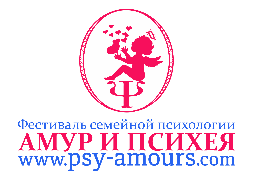 Фестиваль семейной психологии
АМУР И ПСИХЕЯ
www.psy-amours.com